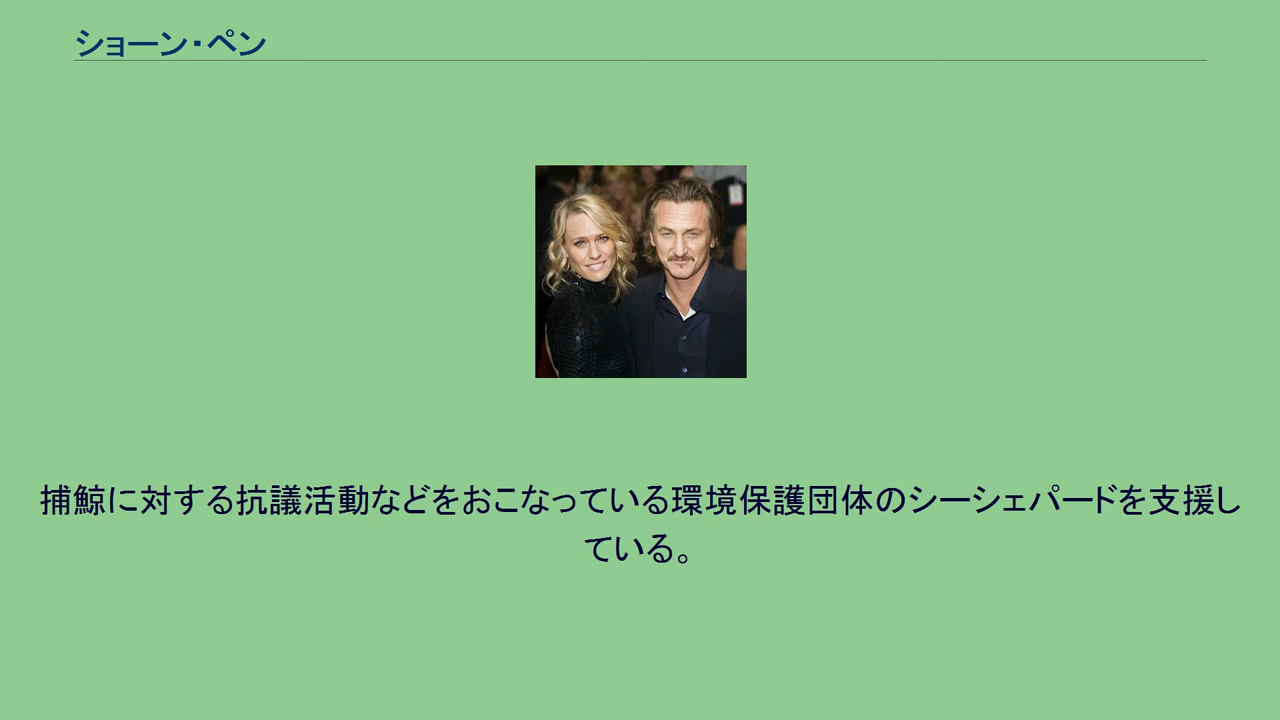 ショーン・ペン
捕鯨に対する抗議活動などをおこなっている環境保護団体のシーシェパードを支援し
ている。